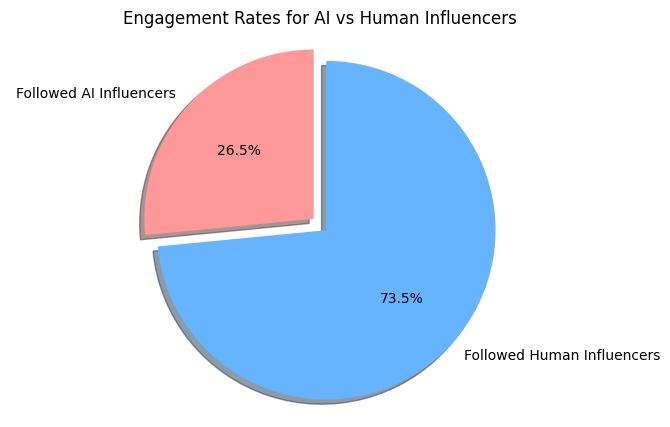 Engagement Rates for AI vs Human Influencers
Followed AI Influencers
26.5%
73.5%
Followed Human Influencers